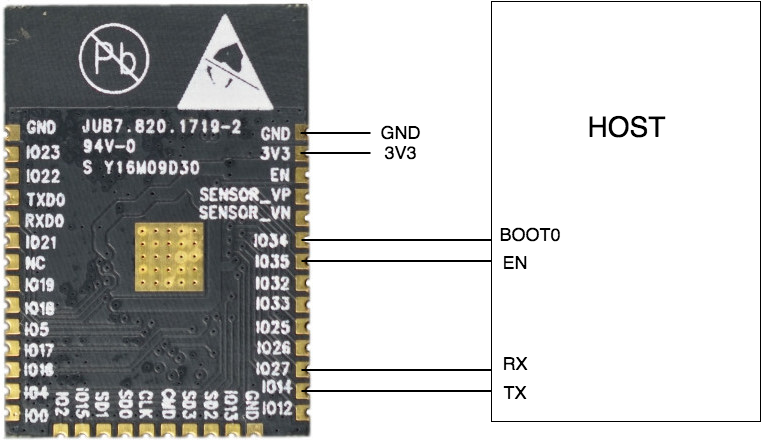 Pb
JUB7.820.1719-2
94V-0
S Y16M09D30
GND
IO23
IO22
TXD0
RXD0
IO21
NC
IO19
IO18
IO5
IO17
IO16
IO4
IO0
IO2
IO15
SD1
SD0
CLK
CMD
SD3
SD2
IO13
GND
GND
3V3
EN
SENSOR_VP
SENSOR_VN
IO34
IO35
IO32
IO33
IO25
IO26
IO27
IO14
IO12
GND
3V3
HOST
BOOT0
EN
RX
TX